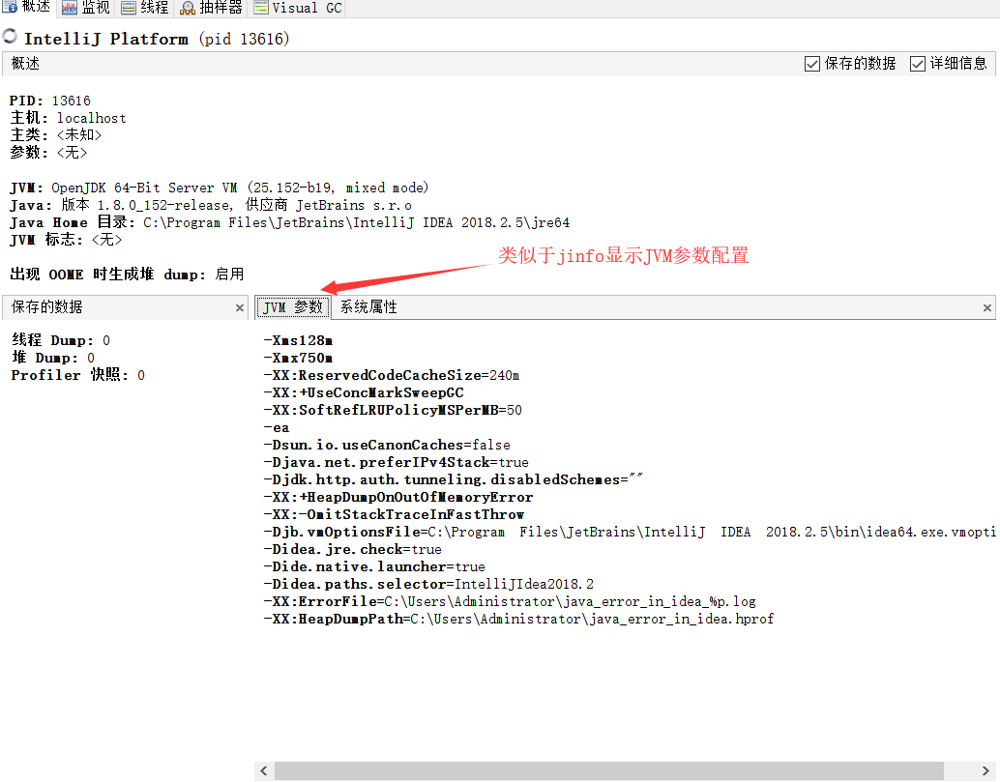 概述 监视 线程 抽样器 Visual GC
IntelliJ Platform (pid 13616)
概述 保存的数据 详细信息
PID: 13616
主机: localhost
主类: <未知>
参数: <无>
JVM: OpenJDK 64-Bit Server VM (25.152-b19, mixed mode)
Java: 版本 1.8.0_152-release, 供应商 JetBrains s.r.o
Java Home 目录: C:\Program Files\JetBrains\IntelliJ IDEA 2018.2.5\jre64
JVM 标志: <无>
类似于jinfo显示JVM参数配置
出现 OOME 时生成堆 dump: 启用
保存的数据 × JVM 参数 系统属性 ×
线程 Dump: 0
堆 Dump: 0
Profiler 快照: 0
-Xms128m
-Xmx750m
-XX:ReservedCodeCacheSize=240m
-XX:+UseConcMarkSweepGC
-XX:SoftRefLRUPolicyMSPerMB=50
-ea
-Dsun.io.useCanonCaches=false
-Djava.net.preferIPv4Stack=true
-Djdk.http.auth.tunneling.disabledSchemes=""
-XX:+HeapDumpOnOutOfMemoryError
-XX:-OmitStackTraceInFastThrow
-Djb.vmOptionsFile=C:\Program Files\JetBrains\IntelliJ IDEA 2018.2.5\bin\idea64.exe.vmopti
-Didea.jre.check=true
-Dide.native.launcher=true
-Didea.paths.selector=IntelliJIdea2018.2
-XX:ErrorFile=C:\Users\Administrator\java_error_in_idea_%p.log
-XX:HeapDumpPath=C:\Users\Administrator\java_error_in_idea.hprof